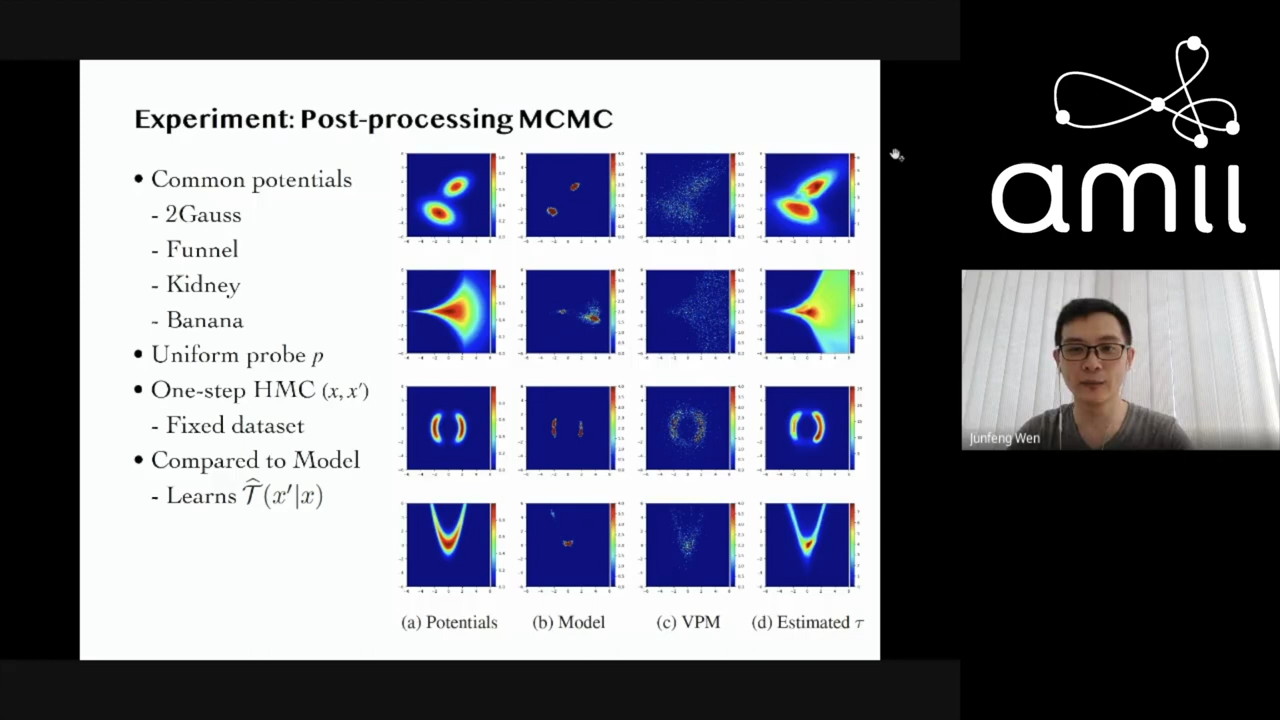 Experiment: Post-processing MCMC
• Common potentials
- 2Gauss
- Funnel
- Kidney
- Banana
• Uniform probe p
• One-step HMC (x, x′)
- Fixed dataset
• Compared to Model
- Learns 𝒯̂(x′|x)
(a) Potentials
(b) Model
(c) VPM
(d) Estimated τ
amii
Junfeng Wen